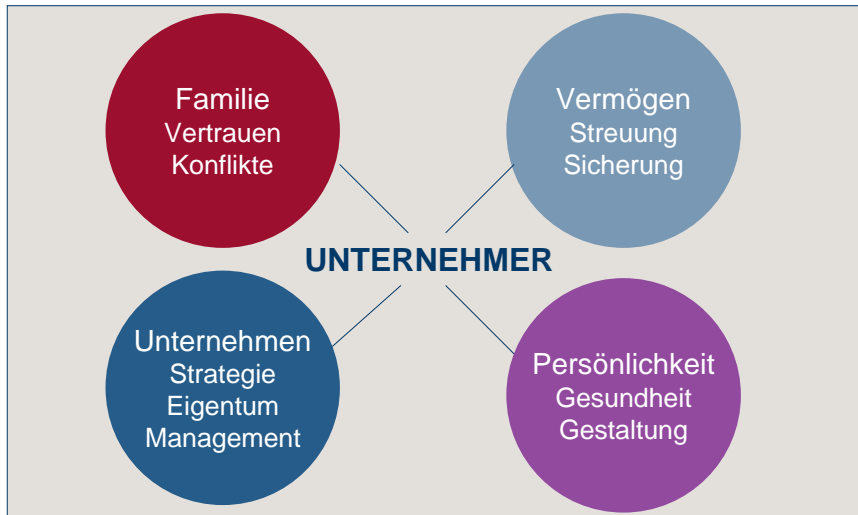 Familie
Vertrauen
Konflikte
Vermögen
Streuung
Sicherung
UNTERNEHMER
Unternehmen
Strategie
Eigentum
Management
Persönlichkeit
Gesundheit
Gestaltung